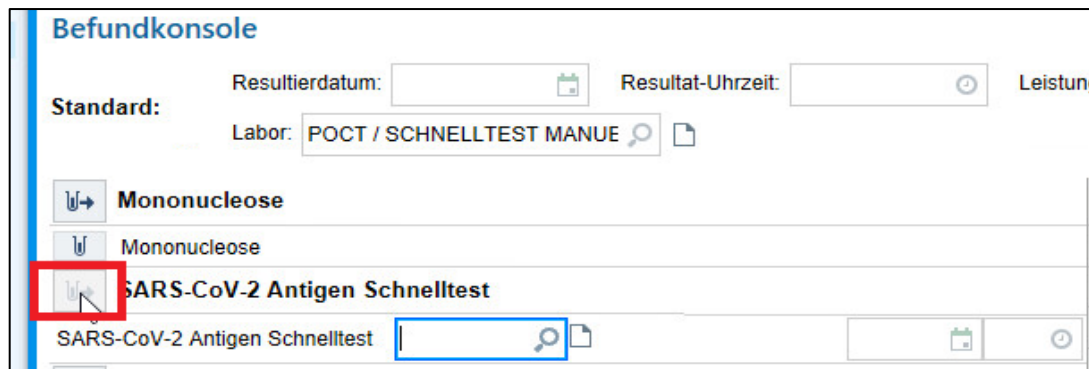 Befundkonsole
Resultierdatum: Resultat-Uhrzeit: Leistung
Standard:
Labor: POCT / SCHNELLTEST MANUE
Mononucleose
Mononucleose
SARS-CoV-2 Antigen Schnelltest
SARS-CoV-2 Antigen Schnelltest